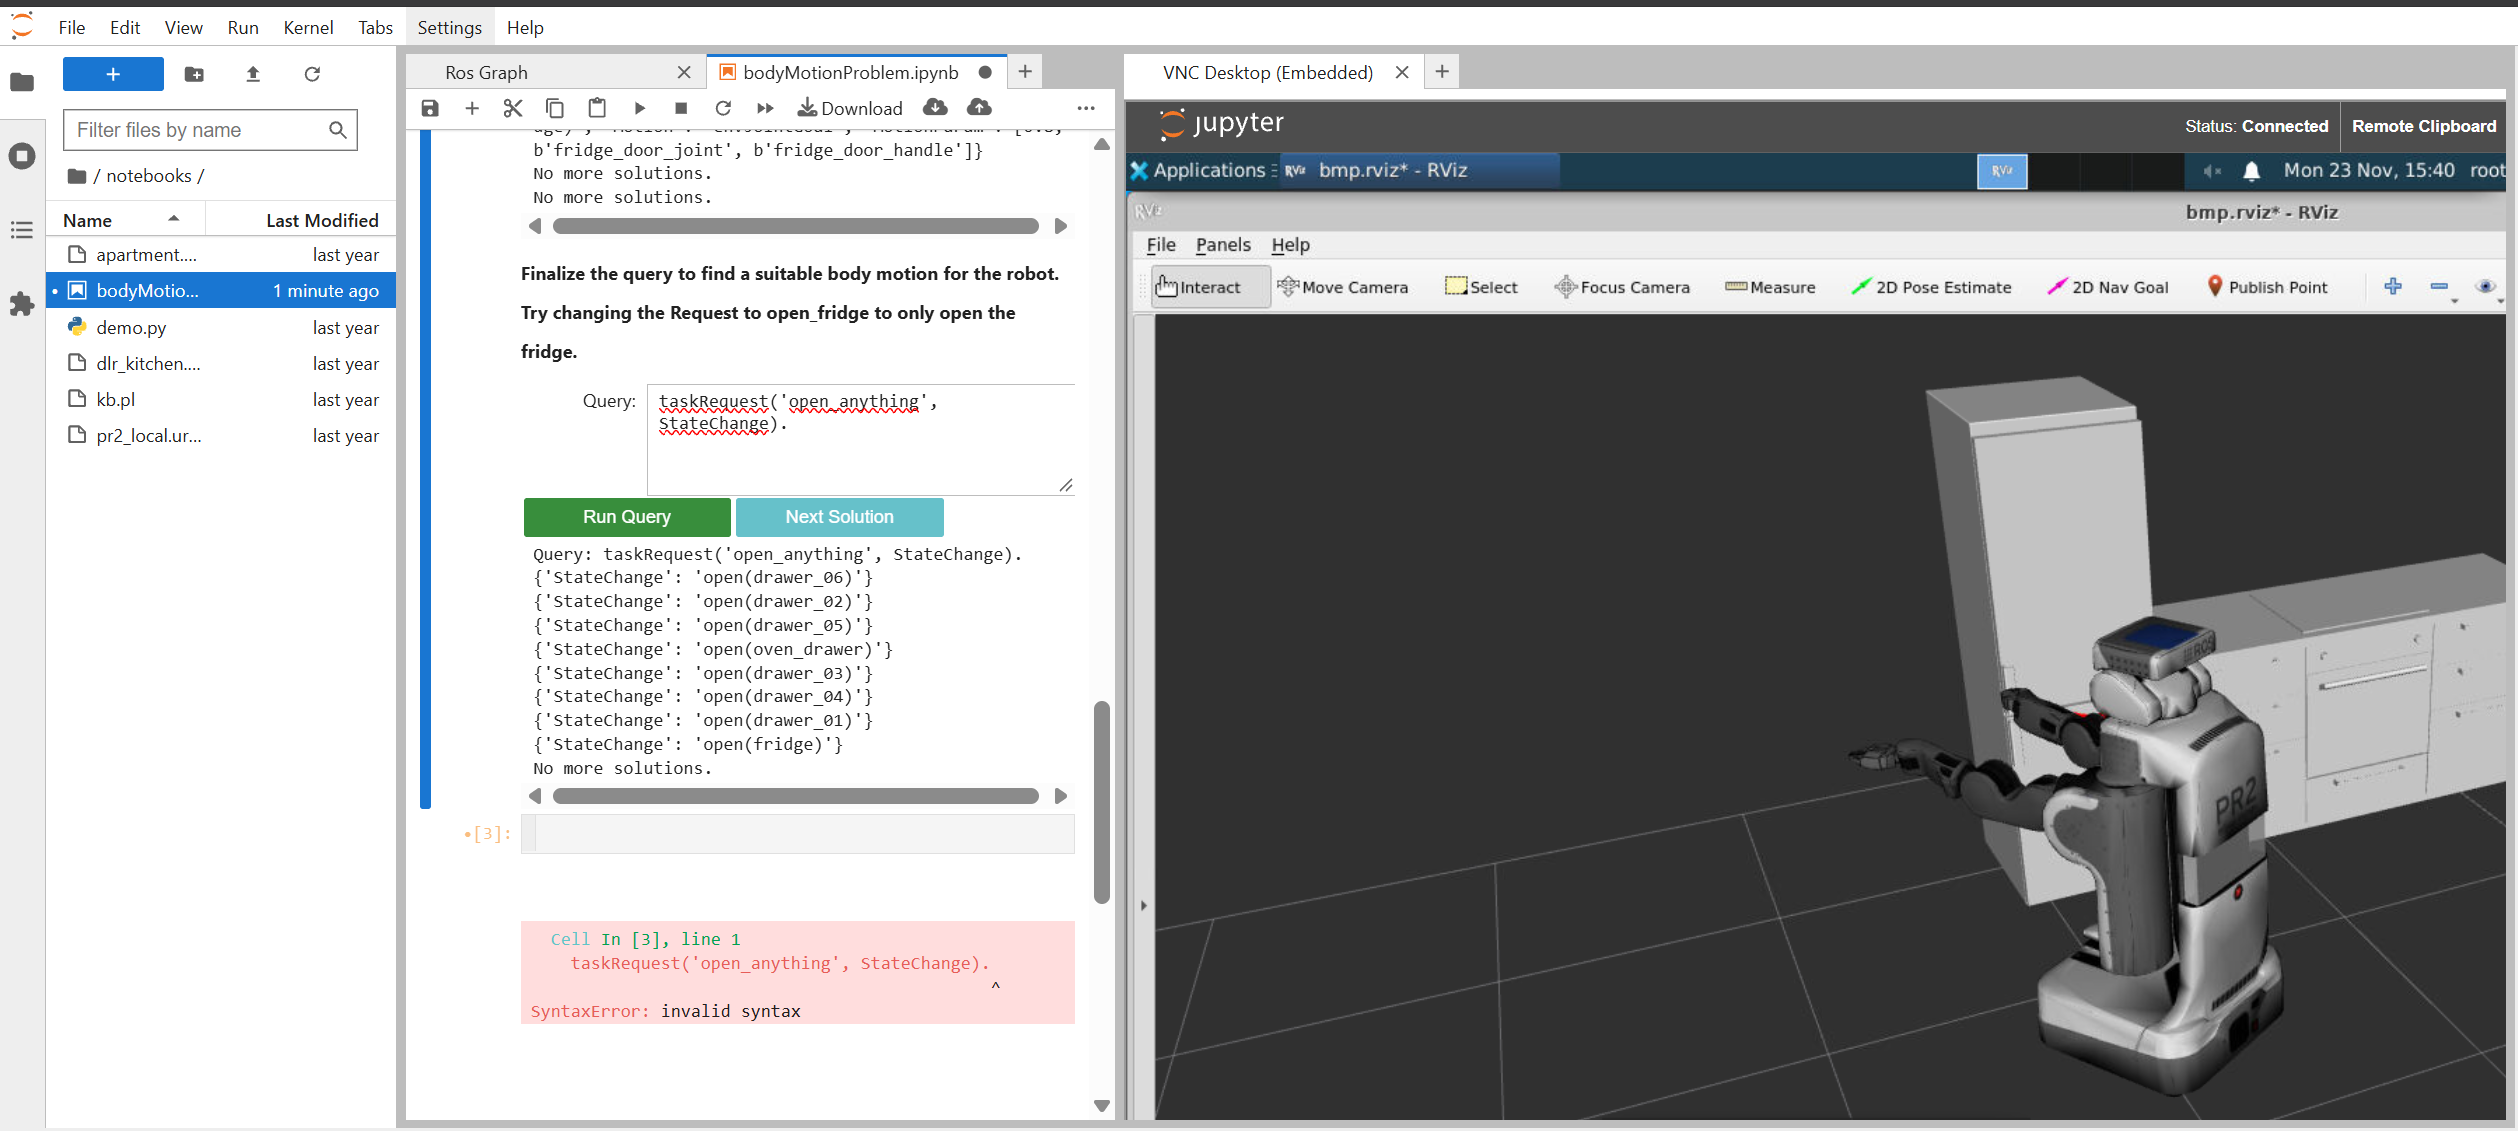 File Edit View Run Kernel Tabs Settings Help
+
Filter files by name
/ notebooks /
Name Last Modified
apartment.... last year
bodyMotio... 1 minute ago
demo.py last year
dlr_kitchen.... last year
kb.pl last year
pr2_local.ur... last year
Ros Graph
bodyMotionProblem.ipynb
Download
b'fridge_door_joint', b'fridge_door_handle']}
No more solutions.
No more solutions.
Finalize the query to find a suitable body motion for the robot.
Try changing the Request to open_fridge to only open the
fridge.
Query: taskRequest('open_anything',
StateChange).
Run Query Next Solution
Query: taskRequest('open_anything', StateChange).
{'StateChange': 'open(drawer_06)'}
{'StateChange': 'open(drawer_02)'}
{'StateChange': 'open(drawer_05)'}
{'StateChange': 'open(oven_drawer)'}
{'StateChange': 'open(drawer_03)'}
{'StateChange': 'open(drawer_04)'}
{'StateChange': 'open(drawer_01)'}
{'StateChange': 'open(fridge)'}
No more solutions.
[3]:
Cell In [3], line 1
taskRequest('open_anything', StateChange).
^
SyntaxError: invalid syntax
VNC Desktop (Embedded)
jupyter
Status: Connected Remote Clipboard
Applications RViz bmp.rviz* - RViz RViz Mon 23 Nov, 15:40 root
RViz bmp.rviz* - RViz
File Panels Help
Interact Move Camera Select Focus Camera Measure 2D Pose Estimate 2D Nav Goal Publish Point
PR2